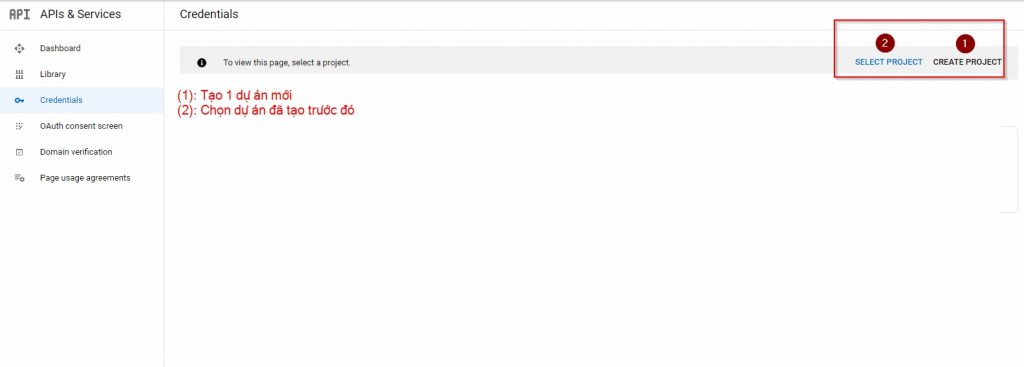 API APIs & Services
Credentials
Dashboard
Library
Credentials
OAuth consent screen
Domain verification
Page usage agreements
To view this page, select a project.
2
1
SELECT PROJECT
CREATE PROJECT
(1): Tạo 1 dự án mới
(2): Chọn dự án đã tạo trước đó